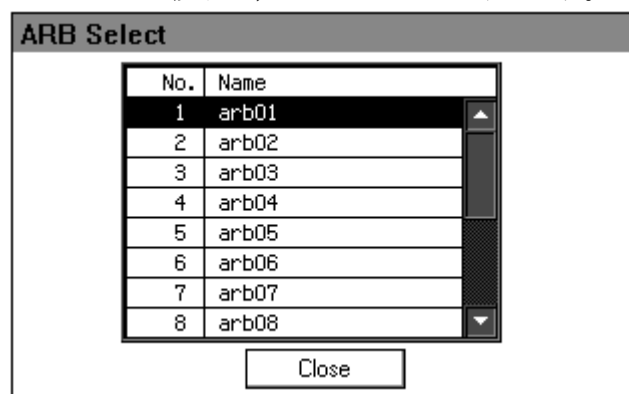 ARB Select
No. Name
1 arb01
2 arb02
3 arb03
4 arb04
5 arb05
6 arb06
7 arb07
8 arb08
Close